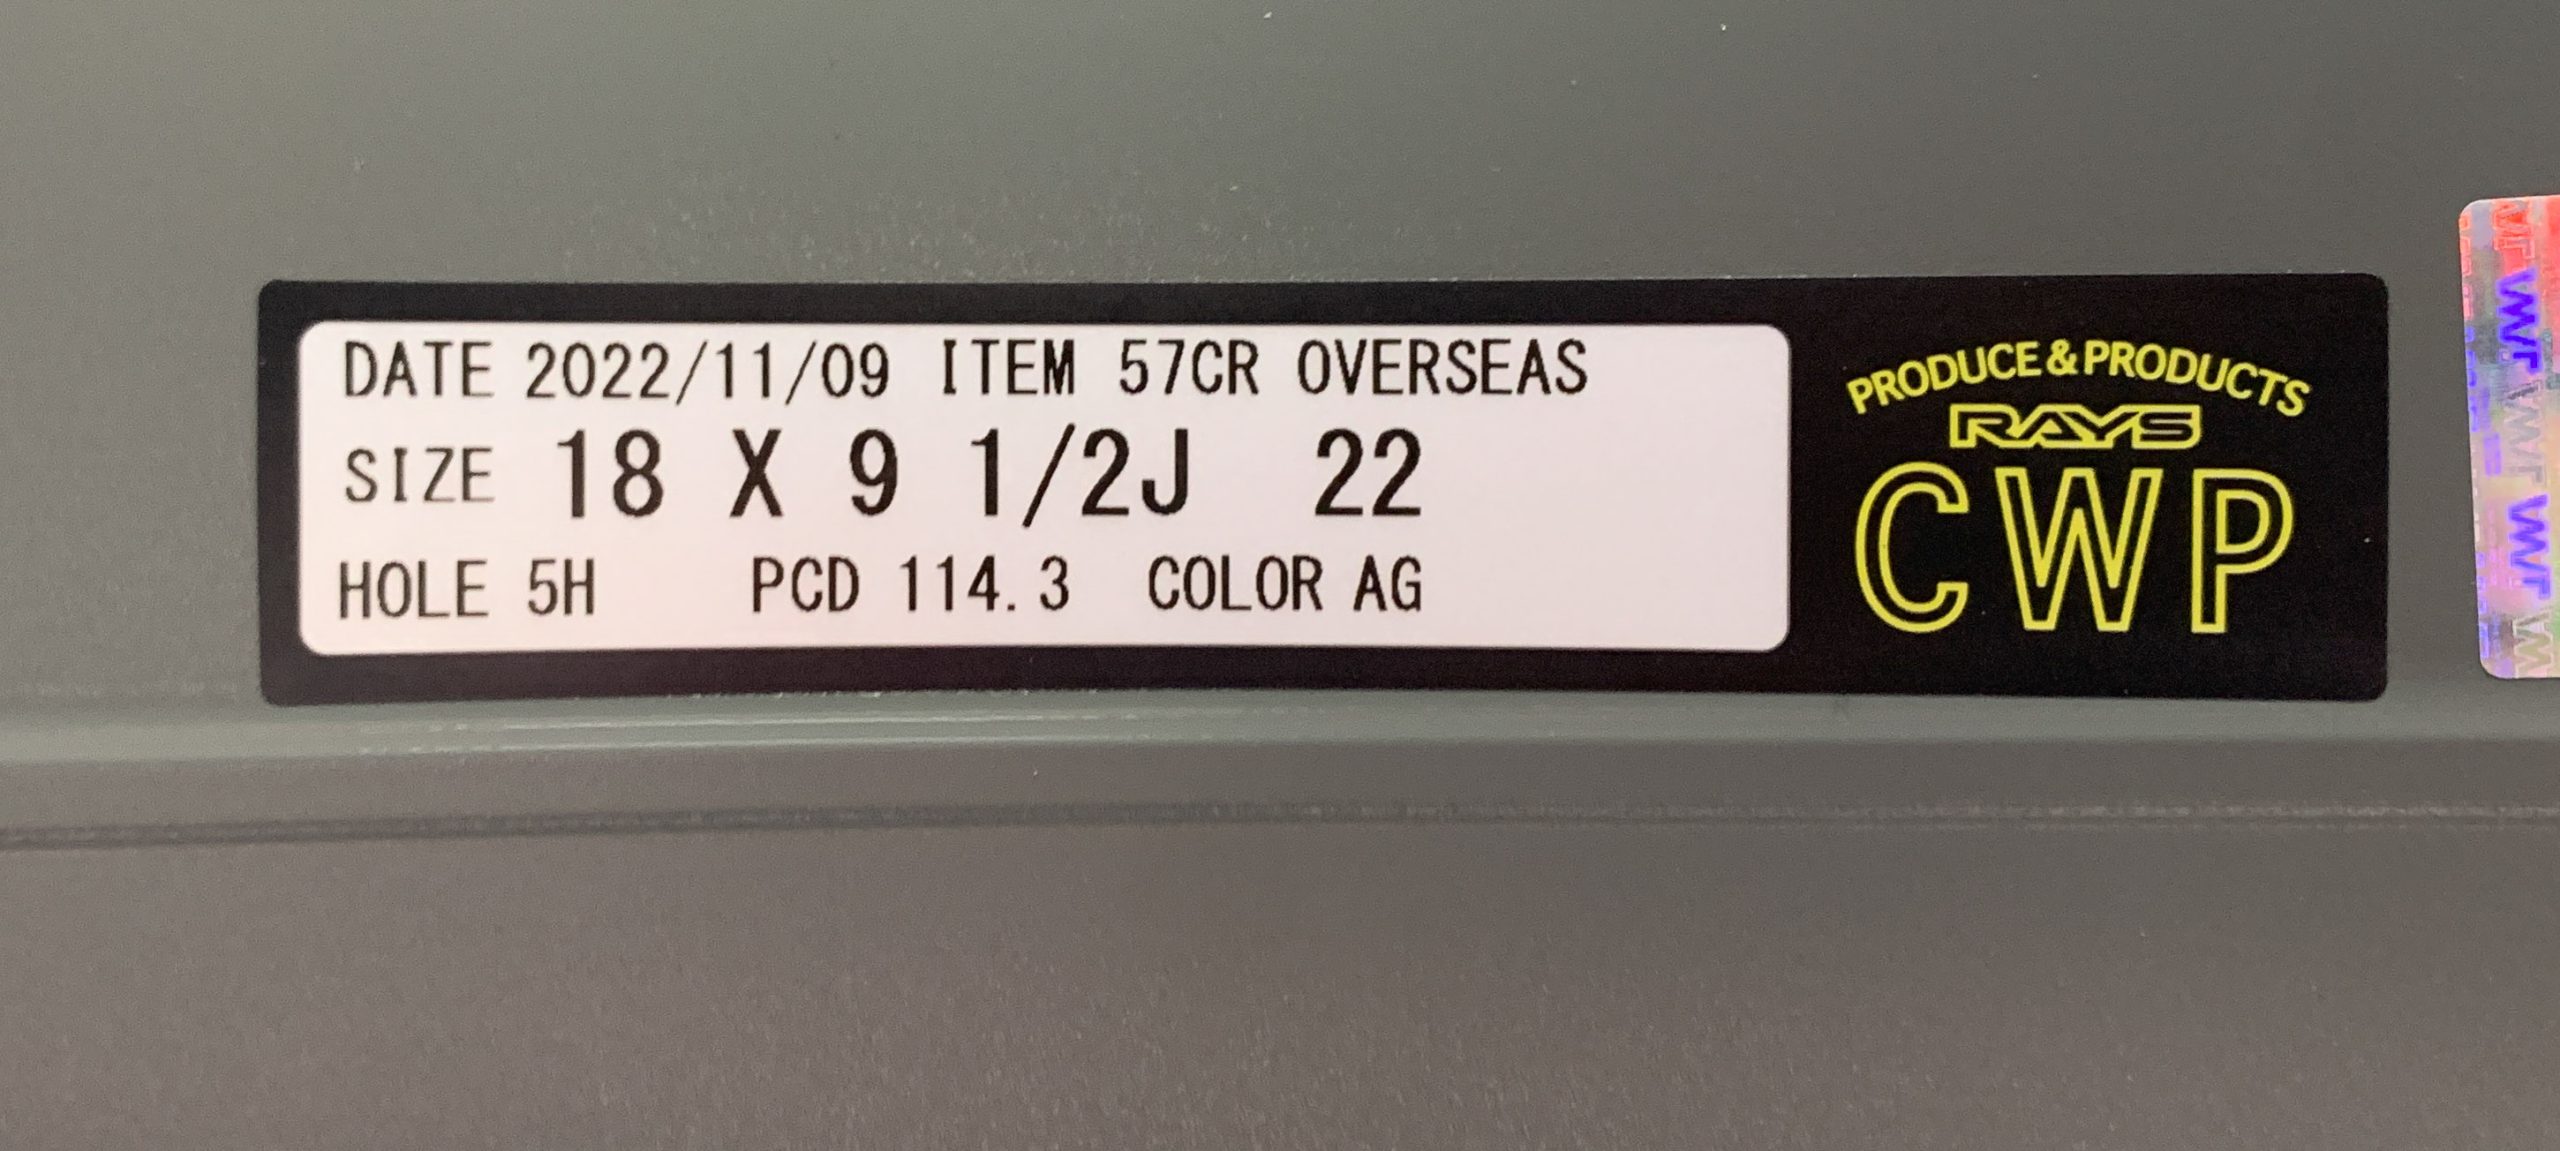 DATE 2022/11/09 ITEM 57CR OVERSEAS
SIZE 18 X 9 1/2J 22
HOLE 5H PCD 114.3 COLOR AG
PRODUCE & PRODUCTS
RAYS
CWP